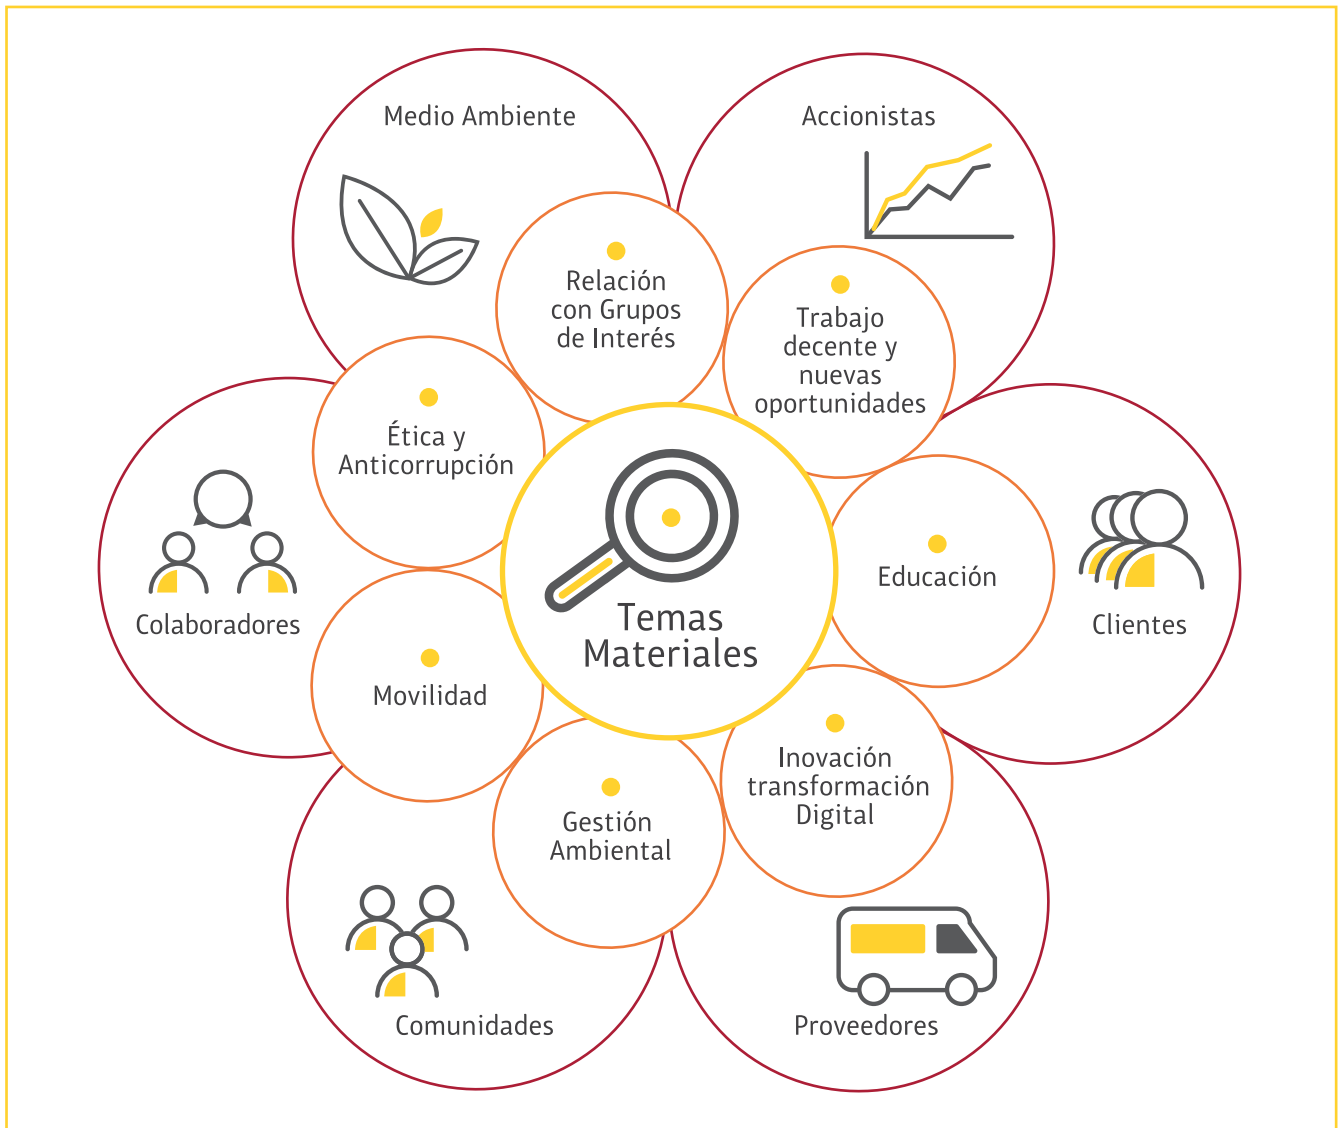 Medio Ambiente
Accionistas
Relación
con Grupos
de Interés
Trabajo
decente y
nuevas
oportunidades
Ética y
Anticorrupción
Educación
Temas
Materiales
Colaboradores
Clientes
Movilidad
Inovación
transformación
Digital
Gestión
Ambiental
Comunidades
Proveedores